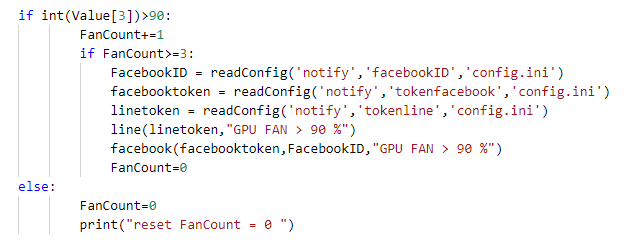 if int(Value[3])>90:
        FanCount+=1
        if FanCount>=3:
            FacebookID = readConfig('notify','facebookID','config.ini')
            facebooktoken = readConfig('notify','tokenfacebook','config.ini')
            linetoken = readConfig('notify','tokenline','config.ini')
            line(linetoken,"GPU FAN > 90 %")
            facebook(facebooktoken,FacebookID,"GPU FAN > 90 %")
            FanCount=0
else:
        FanCount=0
        print("reset FanCount = 0 ")